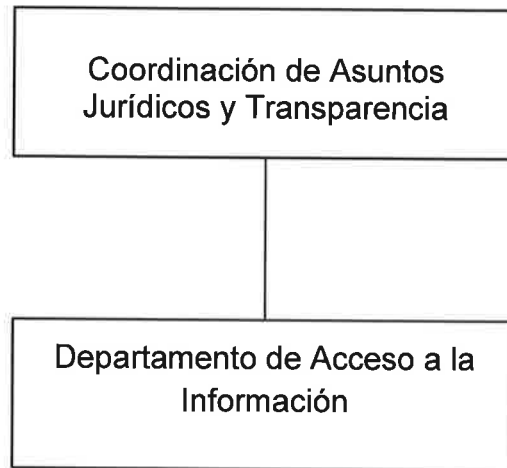 Coordinación de Asuntos
Jurídicos y Transparencia
Departamento de Acceso a la
Información